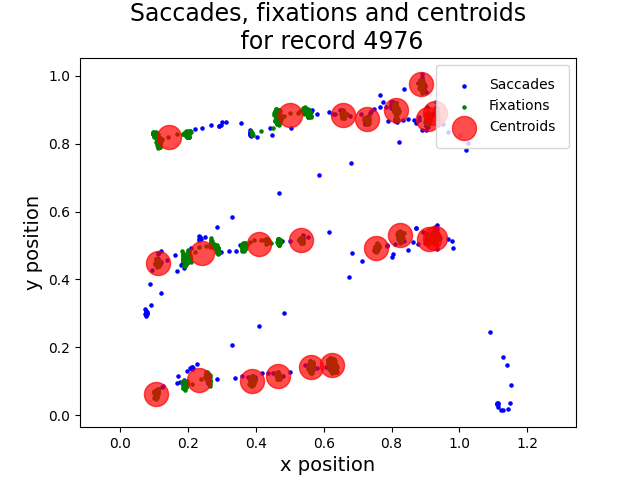 Saccades, fixations and centroids
for record 4976
Saccades
Fixations
Centroids
y position
1.0
0.8
0.6
0.4
0.2
0.0
0.0 0.2 0.4 0.6 0.8 1.0 1.2
x position